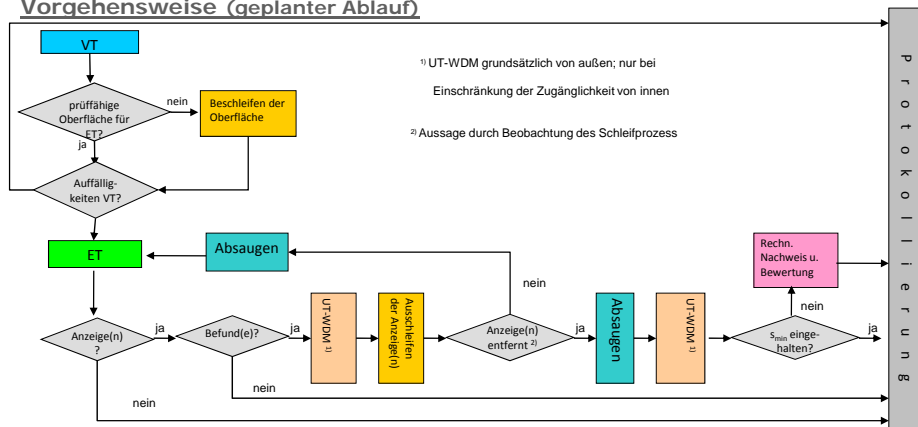 Vorgehensweise (geplanter Ablauf)
VT
prüffähige
Oberfläche für
ET?
nein
Beschleifen der
Oberfläche
ja
Auffällig-
keiten VT?
1) UT-WDM grundsätzlich von außen; nur bei
Einschränkung der Zugänglichkeit von innen
2) Aussage durch Beobachtung des Schleifprozess
ET
Absaugen
nein
Rechn.
Nachweis u.
Bewertung
nein
Anzeige(n)
?
ja
Befund(e)?
ja
UT-WDM 1)
Ausschleifen
der Anzeige(n)
Anzeige(n)
entfernt 2)
ja
Absaugen
UT-WDM 1)
smin einge-
halten?
ja
nein
nein
Protokollierung